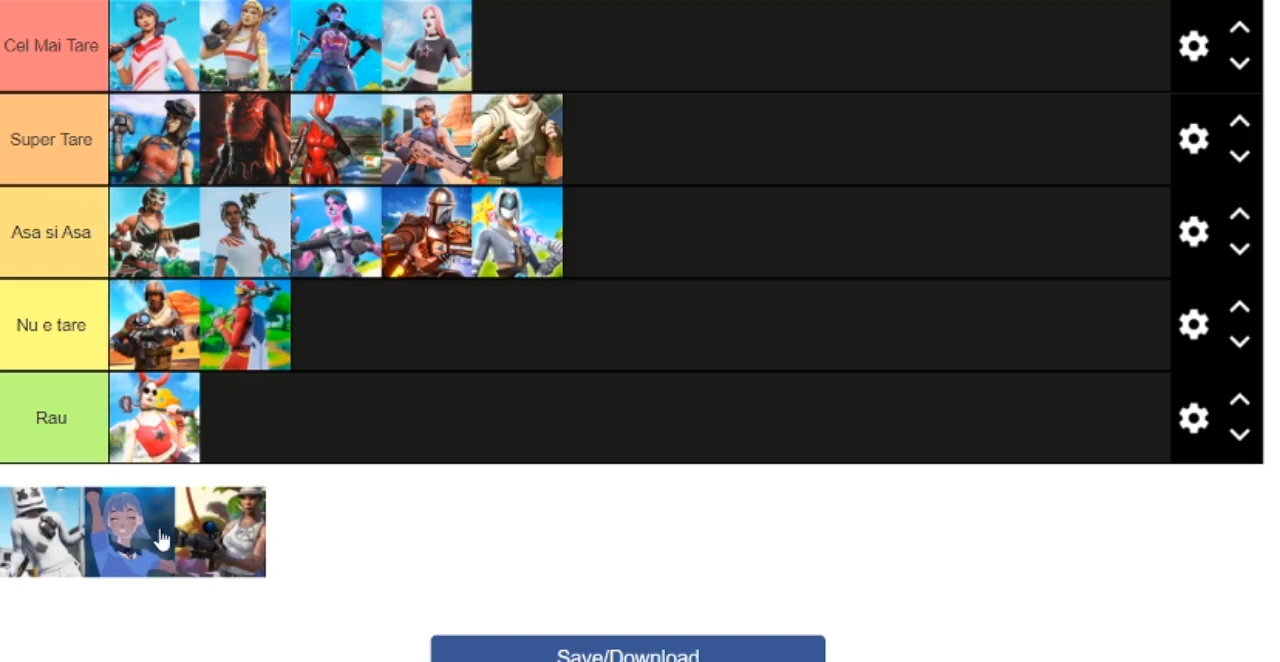 Cel Mai Tare
Super Tare
Asa si Asa
Nu e tare
Rau
Save/Download